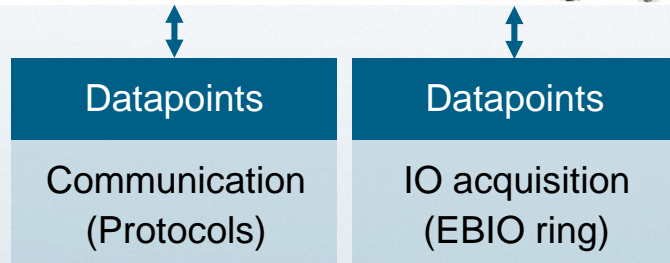 Datapoints
Communication
(Protocols)
Datapoints
IO acquisition
(EBIO ring)